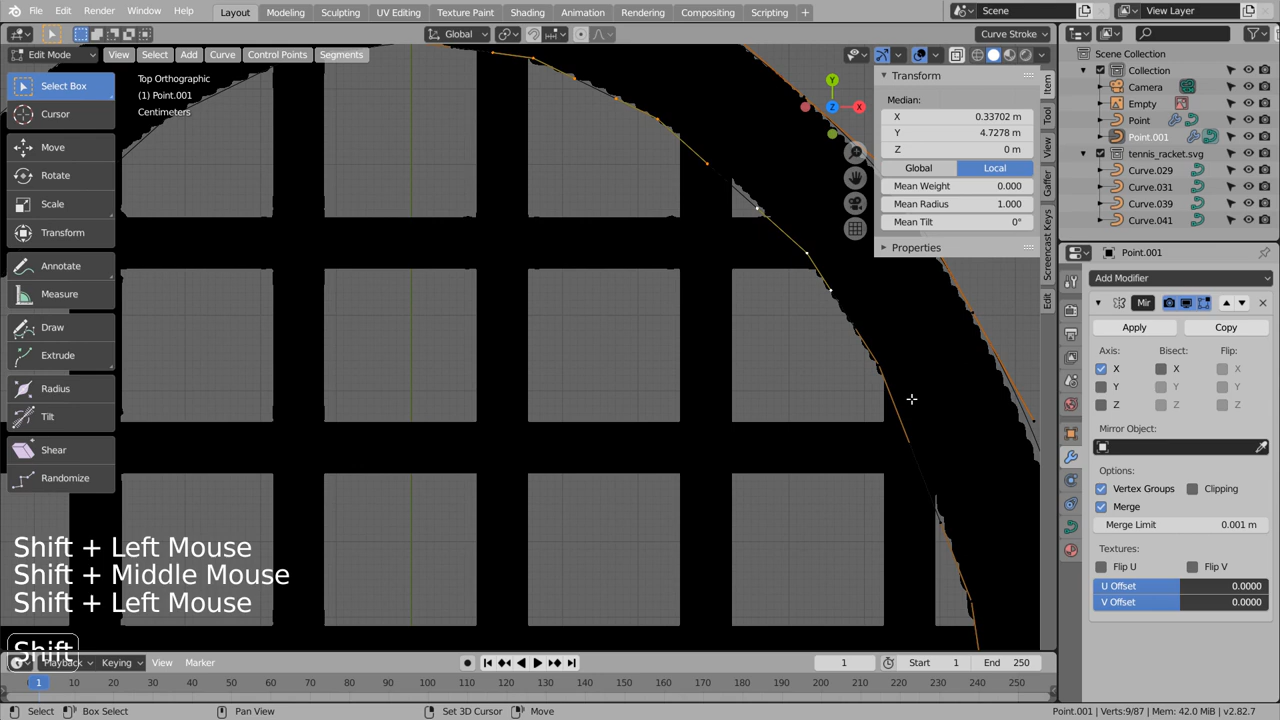 File Edit Render Window Help
Layout Modeling Sculpting UV Editing Texture Paint Shading Animation Rendering Compositing Scripting +
Scene
View Layer
Global
Curve Stroke
Edit Mode View Select Add Curve Control Points Segments
Select Box
Cursor
Move
Rotate
Scale
Transform
Annotate
Measure
Draw
Extrude
Radius
Tilt
Shear
Randomize
Top Orthographic
(1) Point.001
Centimeters
Y
X
Z
Transform
Median:
X 0.33702 m
Y 4.7278 m
Z 0 m
Global Local
Mean Weight 0.000
Mean Radius 1.000
Mean Tilt 0°
Properties
Item
Tool
View
Gaffer
Screencast Keys
Edit
Scene Collection
Collection
Camera
Empty
Point
Point.001
tennis_racket.svg
Curve.029
Curve.031
Curve.039
Curve.041
Point.001
Add Modifier
Mir
Apply Copy
Axis: Bisect: Flip:
X X X
Y Y Y
Z Z Z
Mirror Object:
Options:
Vertex Groups Clipping
Merge
Merge Limit 0.001 m
Textures:
Flip U Flip V
U Offset 0.0000
V Offset 0.0000
Shift + Left Mouse
Shift + Middle Mouse
Shift + Left Mouse
Shift
Playback Keying View Marker
1 Start 1 End 250
1 10 20 30 40 50 60 70 80 90 100 110 120 130 140 150 160 170 180 190 200 210 220 230 240 250
Select Box Select Pan View Set 3D Cursor Move Point.001 | Verts:9/87 | Mem: 42.0 MiB | v2.82.7